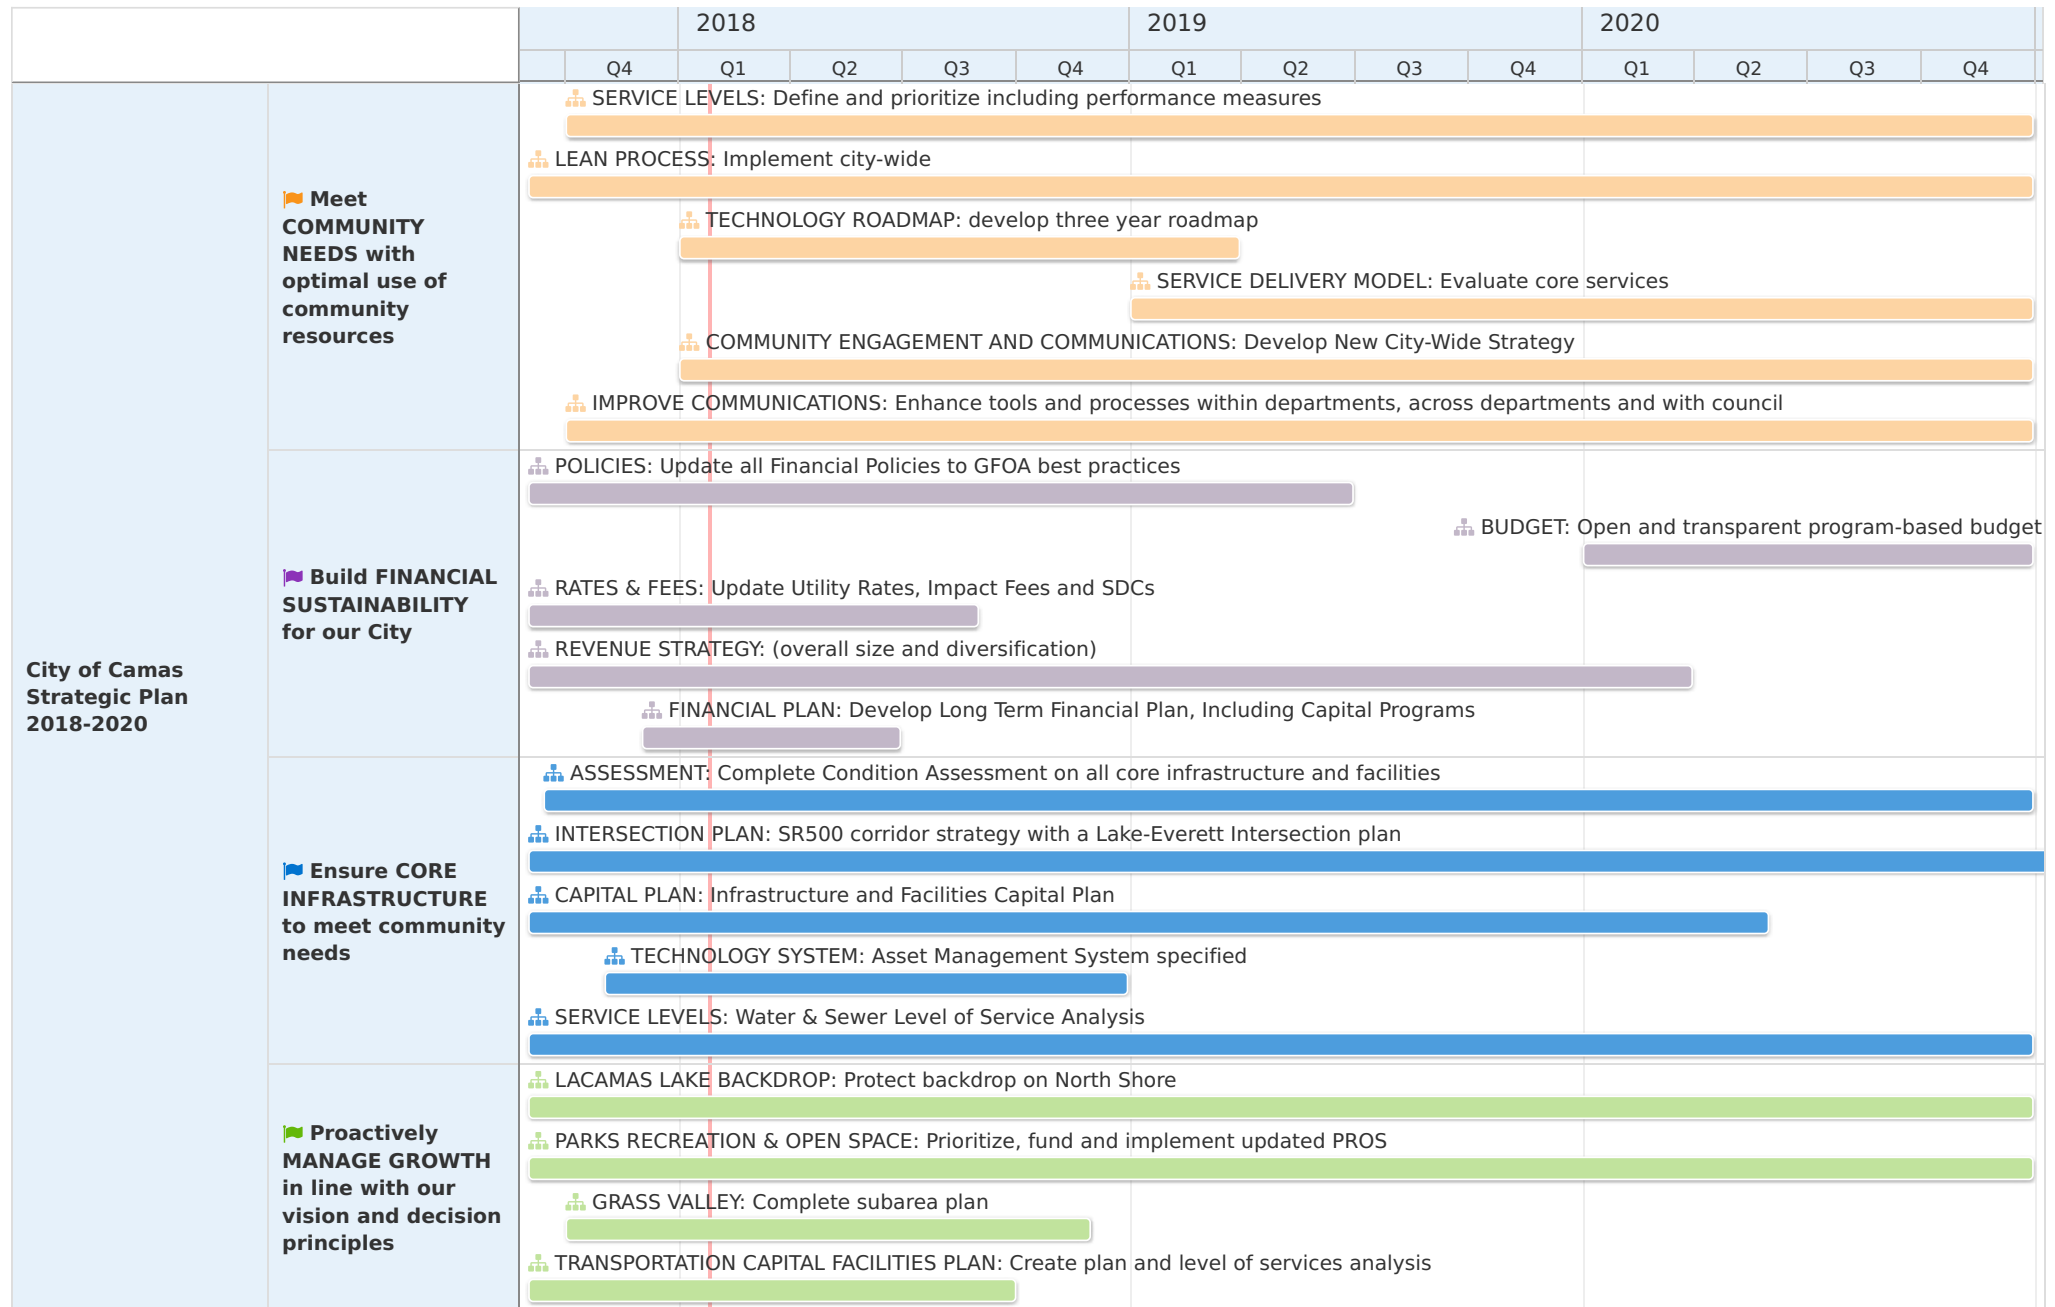 2018 2019 2020
Q4 Q1 Q2 Q3 Q4 Q1 Q2 Q3 Q4 Q1 Q2 Q3 Q4
City of Camas
Strategic Plan
2018-2020
Meet
COMMUNITY
NEEDS with
optimal use of
community
resources
SERVICE LEVELS: Define and prioritize including performance measures
LEAN PROCESS: Implement city-wide
TECHNOLOGY ROADMAP: develop three year roadmap
SERVICE DELIVERY MODEL: Evaluate core services
COMMUNITY ENGAGEMENT AND COMMUNICATIONS: Develop New City-Wide Strategy
IMPROVE COMMUNICATIONS: Enhance tools and processes within departments, across departments and with council
Build FINANCIAL
SUSTAINABILITY
for our City
POLICIES: Update all Financial Policies to GFOA best practices
BUDGET: Open and transparent program-based budget
RATES & FEES: Update Utility Rates, Impact Fees and SDCs
REVENUE STRATEGY: (overall size and diversification)
FINANCIAL PLAN: Develop Long Term Financial Plan, Including Capital Programs
Ensure CORE
INFRASTRUCTURE
to meet community
needs
ASSESSMENT: Complete Condition Assessment on all core infrastructure and facilities
INTERSECTION PLAN: SR500 corridor strategy with a Lake-Everett Intersection plan
CAPITAL PLAN: Infrastructure and Facilities Capital Plan
TECHNOLOGY SYSTEM: Asset Management System specified
SERVICE LEVELS: Water & Sewer Level of Service Analysis
Proactively
MANAGE GROWTH
in line with our
vision and decision
principles
LACAMAS LAKE BACKDROP: Protect backdrop on North Shore
PARKS RECREATION & OPEN SPACE: Prioritize, fund and implement updated PROS
GRASS VALLEY: Complete subarea plan
TRANSPORTATION CAPITAL FACILITIES PLAN: Create plan and level of services analysis